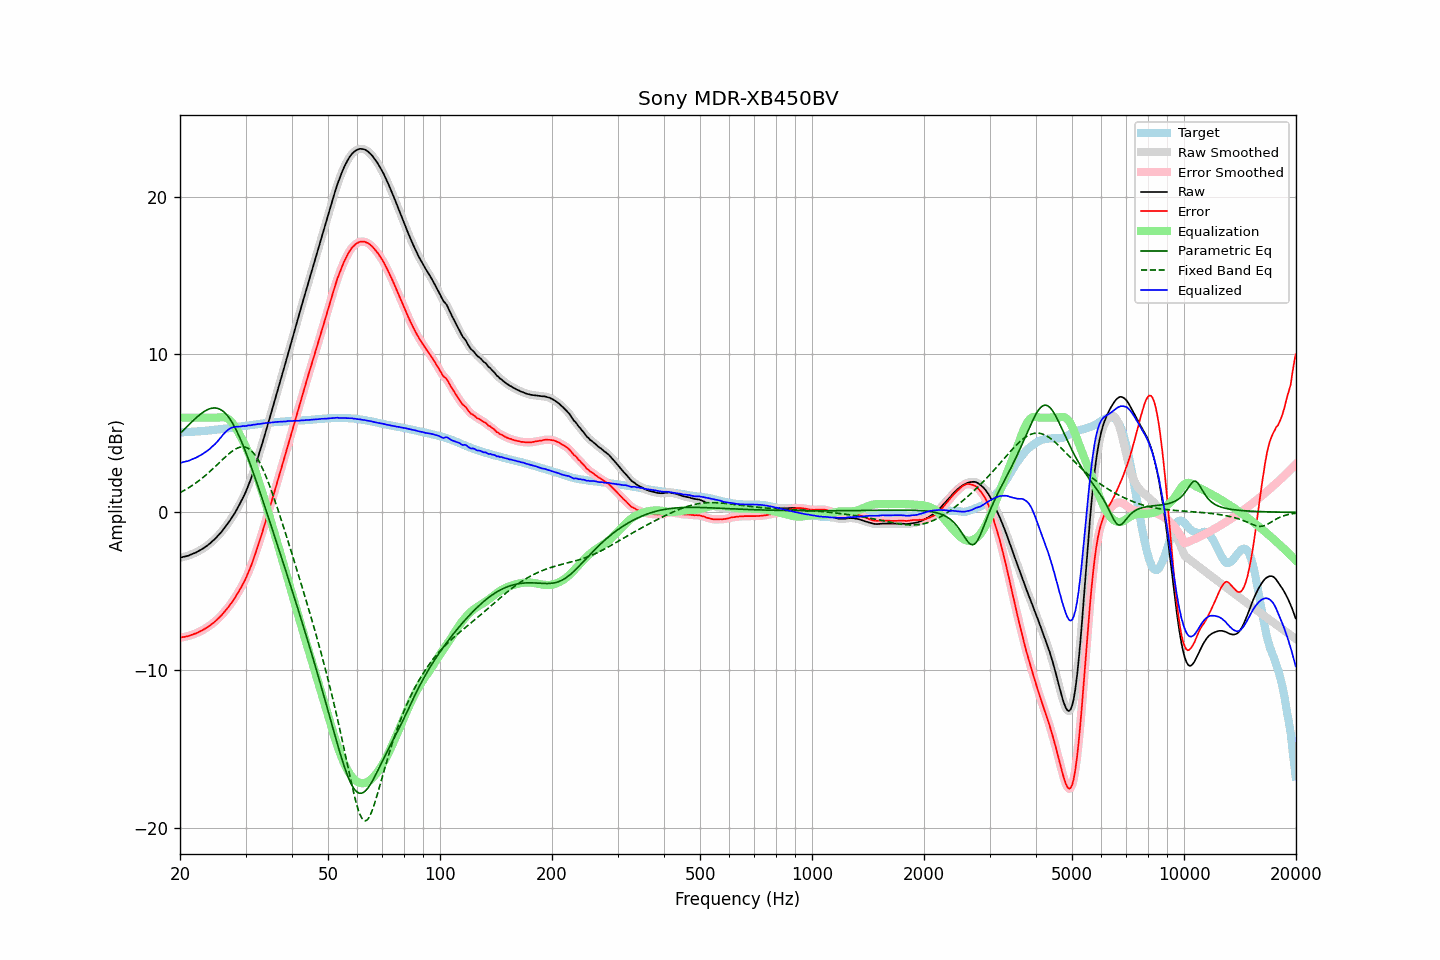 Sony MDR-XB450BV
Amplitude (dBr)
20
10
0
−10
−20
20
50
100
200
500
1000
2000
5000
10000
20000
Frequency (Hz)
Target
Raw Smoothed
Error Smoothed
Raw
Error
Equalization
Parametric Eq
Fixed Band Eq
Equalized